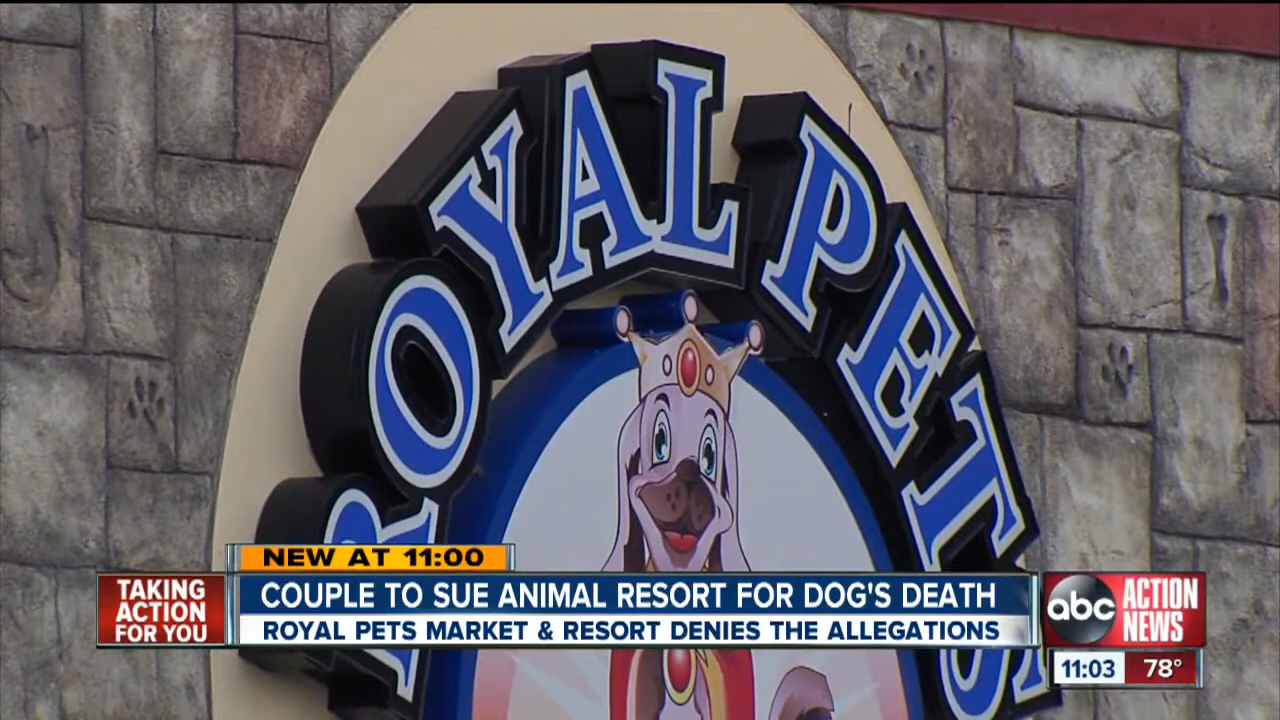 ROYAL PETS
NEW AT 11:00
TAKING
ACTION
FOR YOU
COUPLE TO SUE ANIMAL RESORT FOR DOG'S DEATH
ROYAL PETS MARKET & RESORT DENIES THE ALLEGATIONS
abc
ACTION
NEWS
11:03
78°